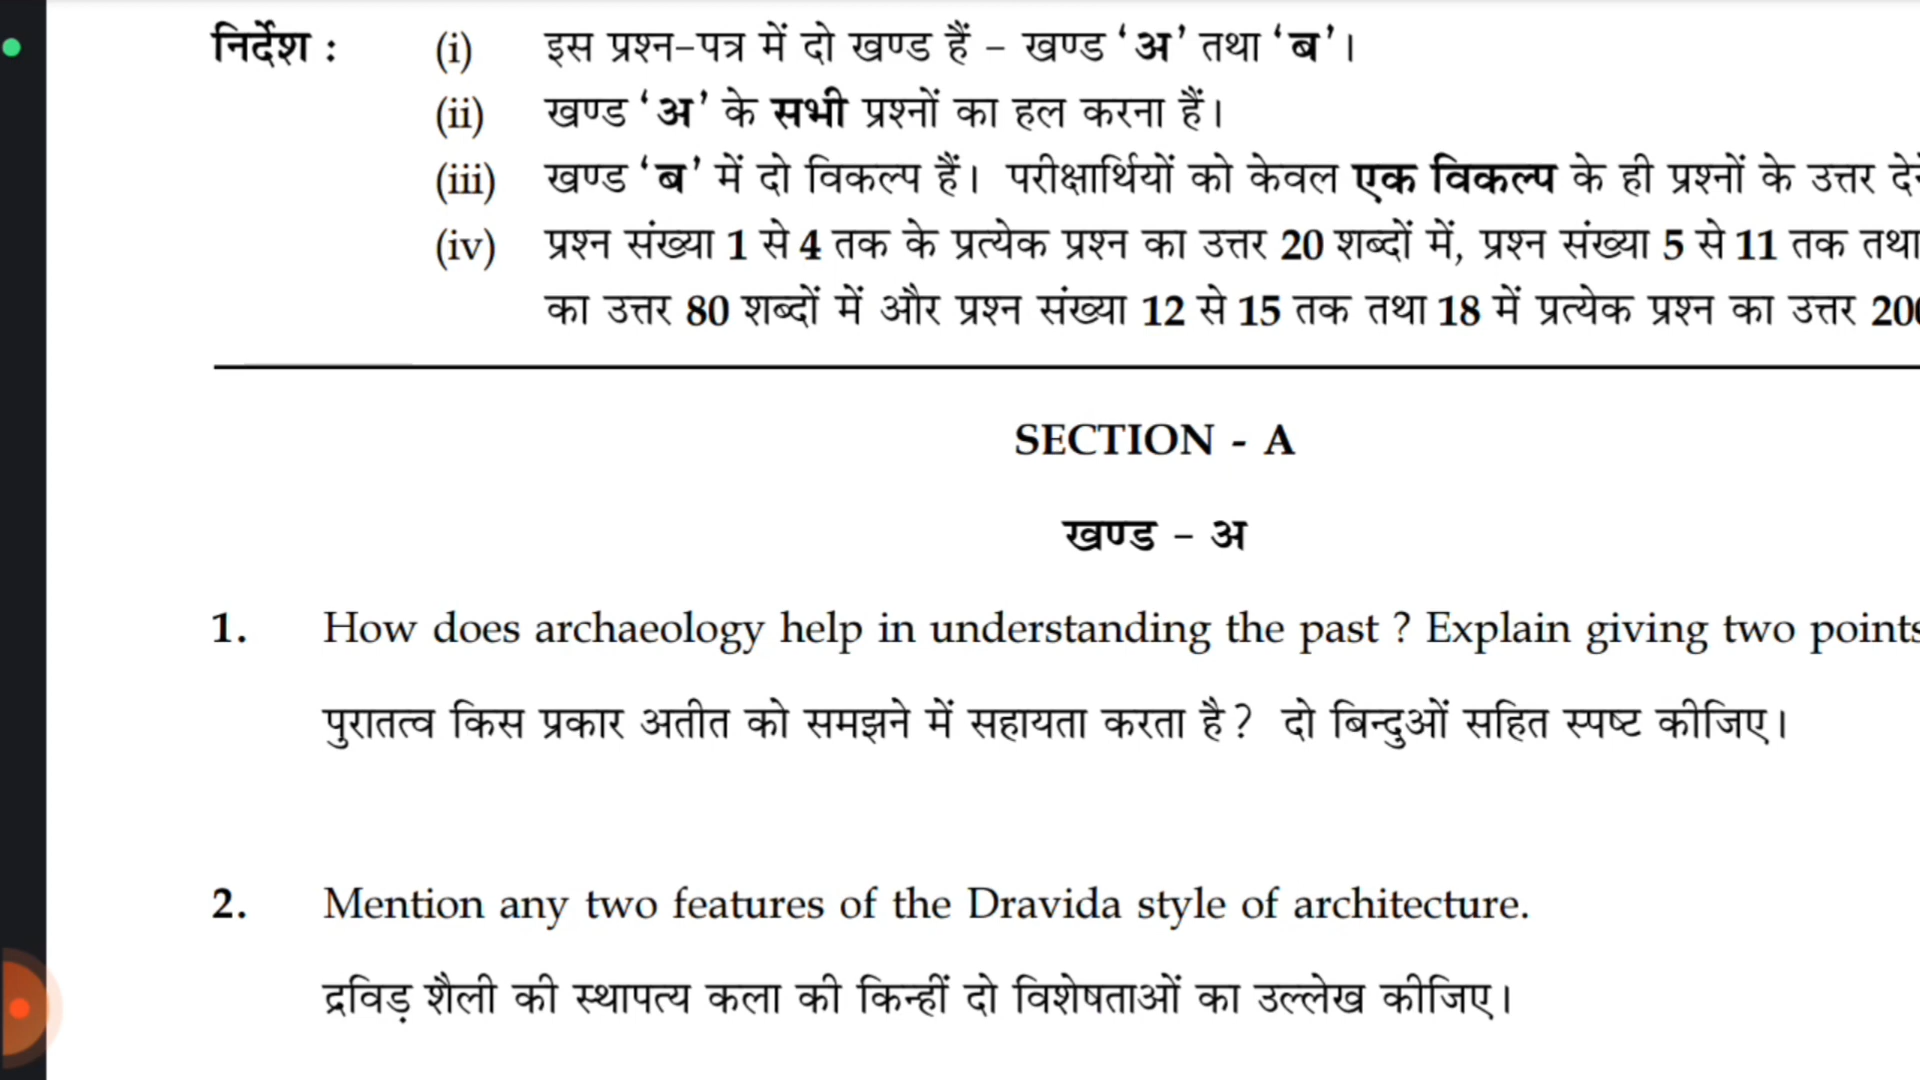 निर्देश : (i) इस प्रश्न-पत्र में दो खण्ड हैं - खण्ड 'अ' तथा 'ब'।
(ii) खण्ड 'अ' के सभी प्रश्नों का हल करना हैं।
(iii) खण्ड 'ब' में दो विकल्प हैं। परीक्षार्थियों को केवल एक विकल्प के ही प्रश्नों के उत्तर
(iv) प्रश्न संख्या 1 से 4 तक के प्रत्येक प्रश्न का उत्तर 20 शब्दों में, प्रश्न संख्या 5 से 11 तक तथा
का उत्तर 80 शब्दों में और प्रश्न संख्या 12 से 15 तक तथा 18 में प्रत्येक प्रश्न का उत्तर
SECTION - A
खण्ड - अ
1. How does archaeology help in understanding the past ? Explain giving two points
पुरातत्व किस प्रकार अतीत को समझने में सहायता करता है? दो बिन्दुओं सहित स्पष्ट कीजिए।
2. Mention any two features of the Dravida style of architecture.
द्रविड़ शैली की स्थापत्य कला की किन्हीं दो विशेषताओं का उल्लेख कीजिए।